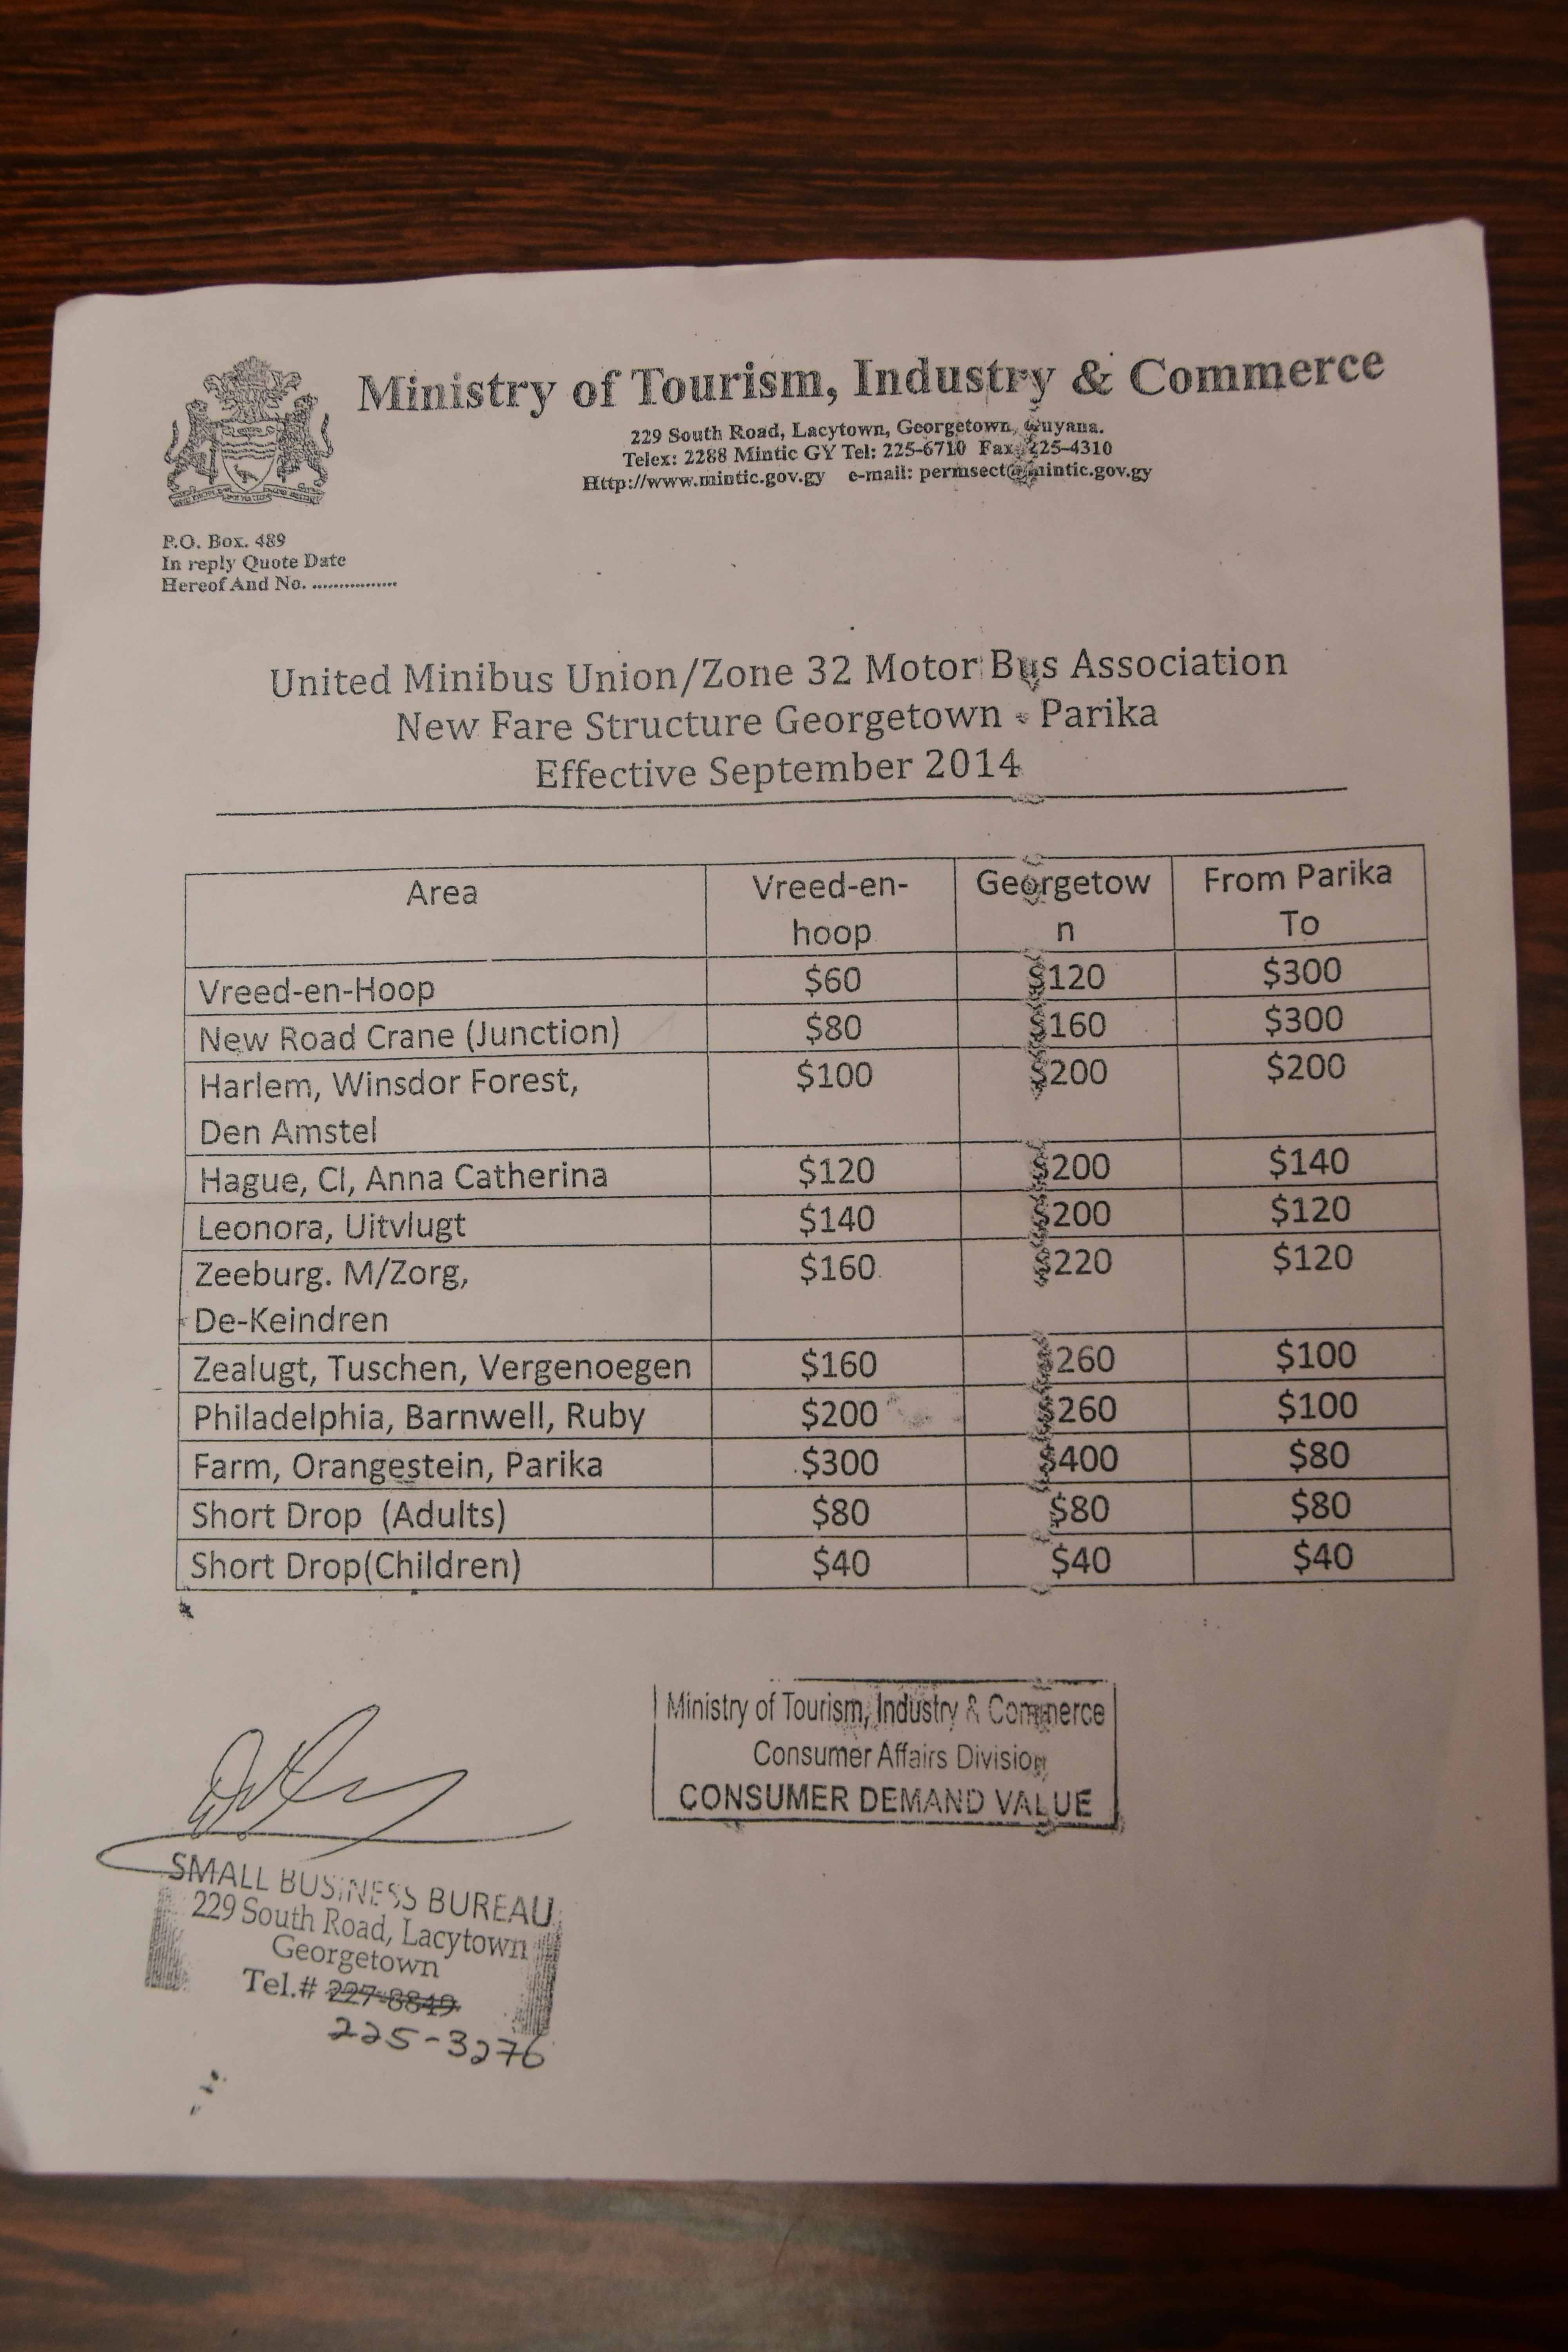 Ministry of Tourism, Industry & Commerce
229 South Road, Lacytown, Georgetown, Guyana.
Telex: 2288 Mintic GY Tel: 225-6710 Fax: 225-4310
Http://www.mintic.gov.gy e-mail: permsect@mintic.gov.gy
P.O. Box. 489
In reply Quote Date
Hereof And No. ................
United Minibus Union/Zone 32 Motor Bus Association
New Fare Structure Georgetown - Parika
Effective September 2014
Area Vreed-en- Georgetow From Parika
hoop n To
Vreed-en-Hoop $60 $120 $300
New Road Crane (Junction) $80 $160 $300
Harlem, Winsdor Forest, $100 $200 $200
Den Amstel
Hague, CI, Anna Catherina $120 $200 $140
Leonora, Uitvlugt $140 $200 $120
Zeeburg. M/Zorg, $160 $220 $120
De-Keindren
Zealugt, Tuschen, Vergenoegen $160 $260 $100
Philadelphia, Barnwell, Ruby $200 $260 $100
Farm, Orangestein, Parika $300 $400 $80
Short Drop (Adults) $80 $80 $80
Short Drop(Children) $40 $40 $40
Ministry of Tourism, Industry & Commerce
Consumer Affairs Division
CONSUMER DEMAND VALUE
SMALL BUSINESS BUREAU
229 South Road, Lacytown
Georgetown
Tel.# 227-8849
225-3276